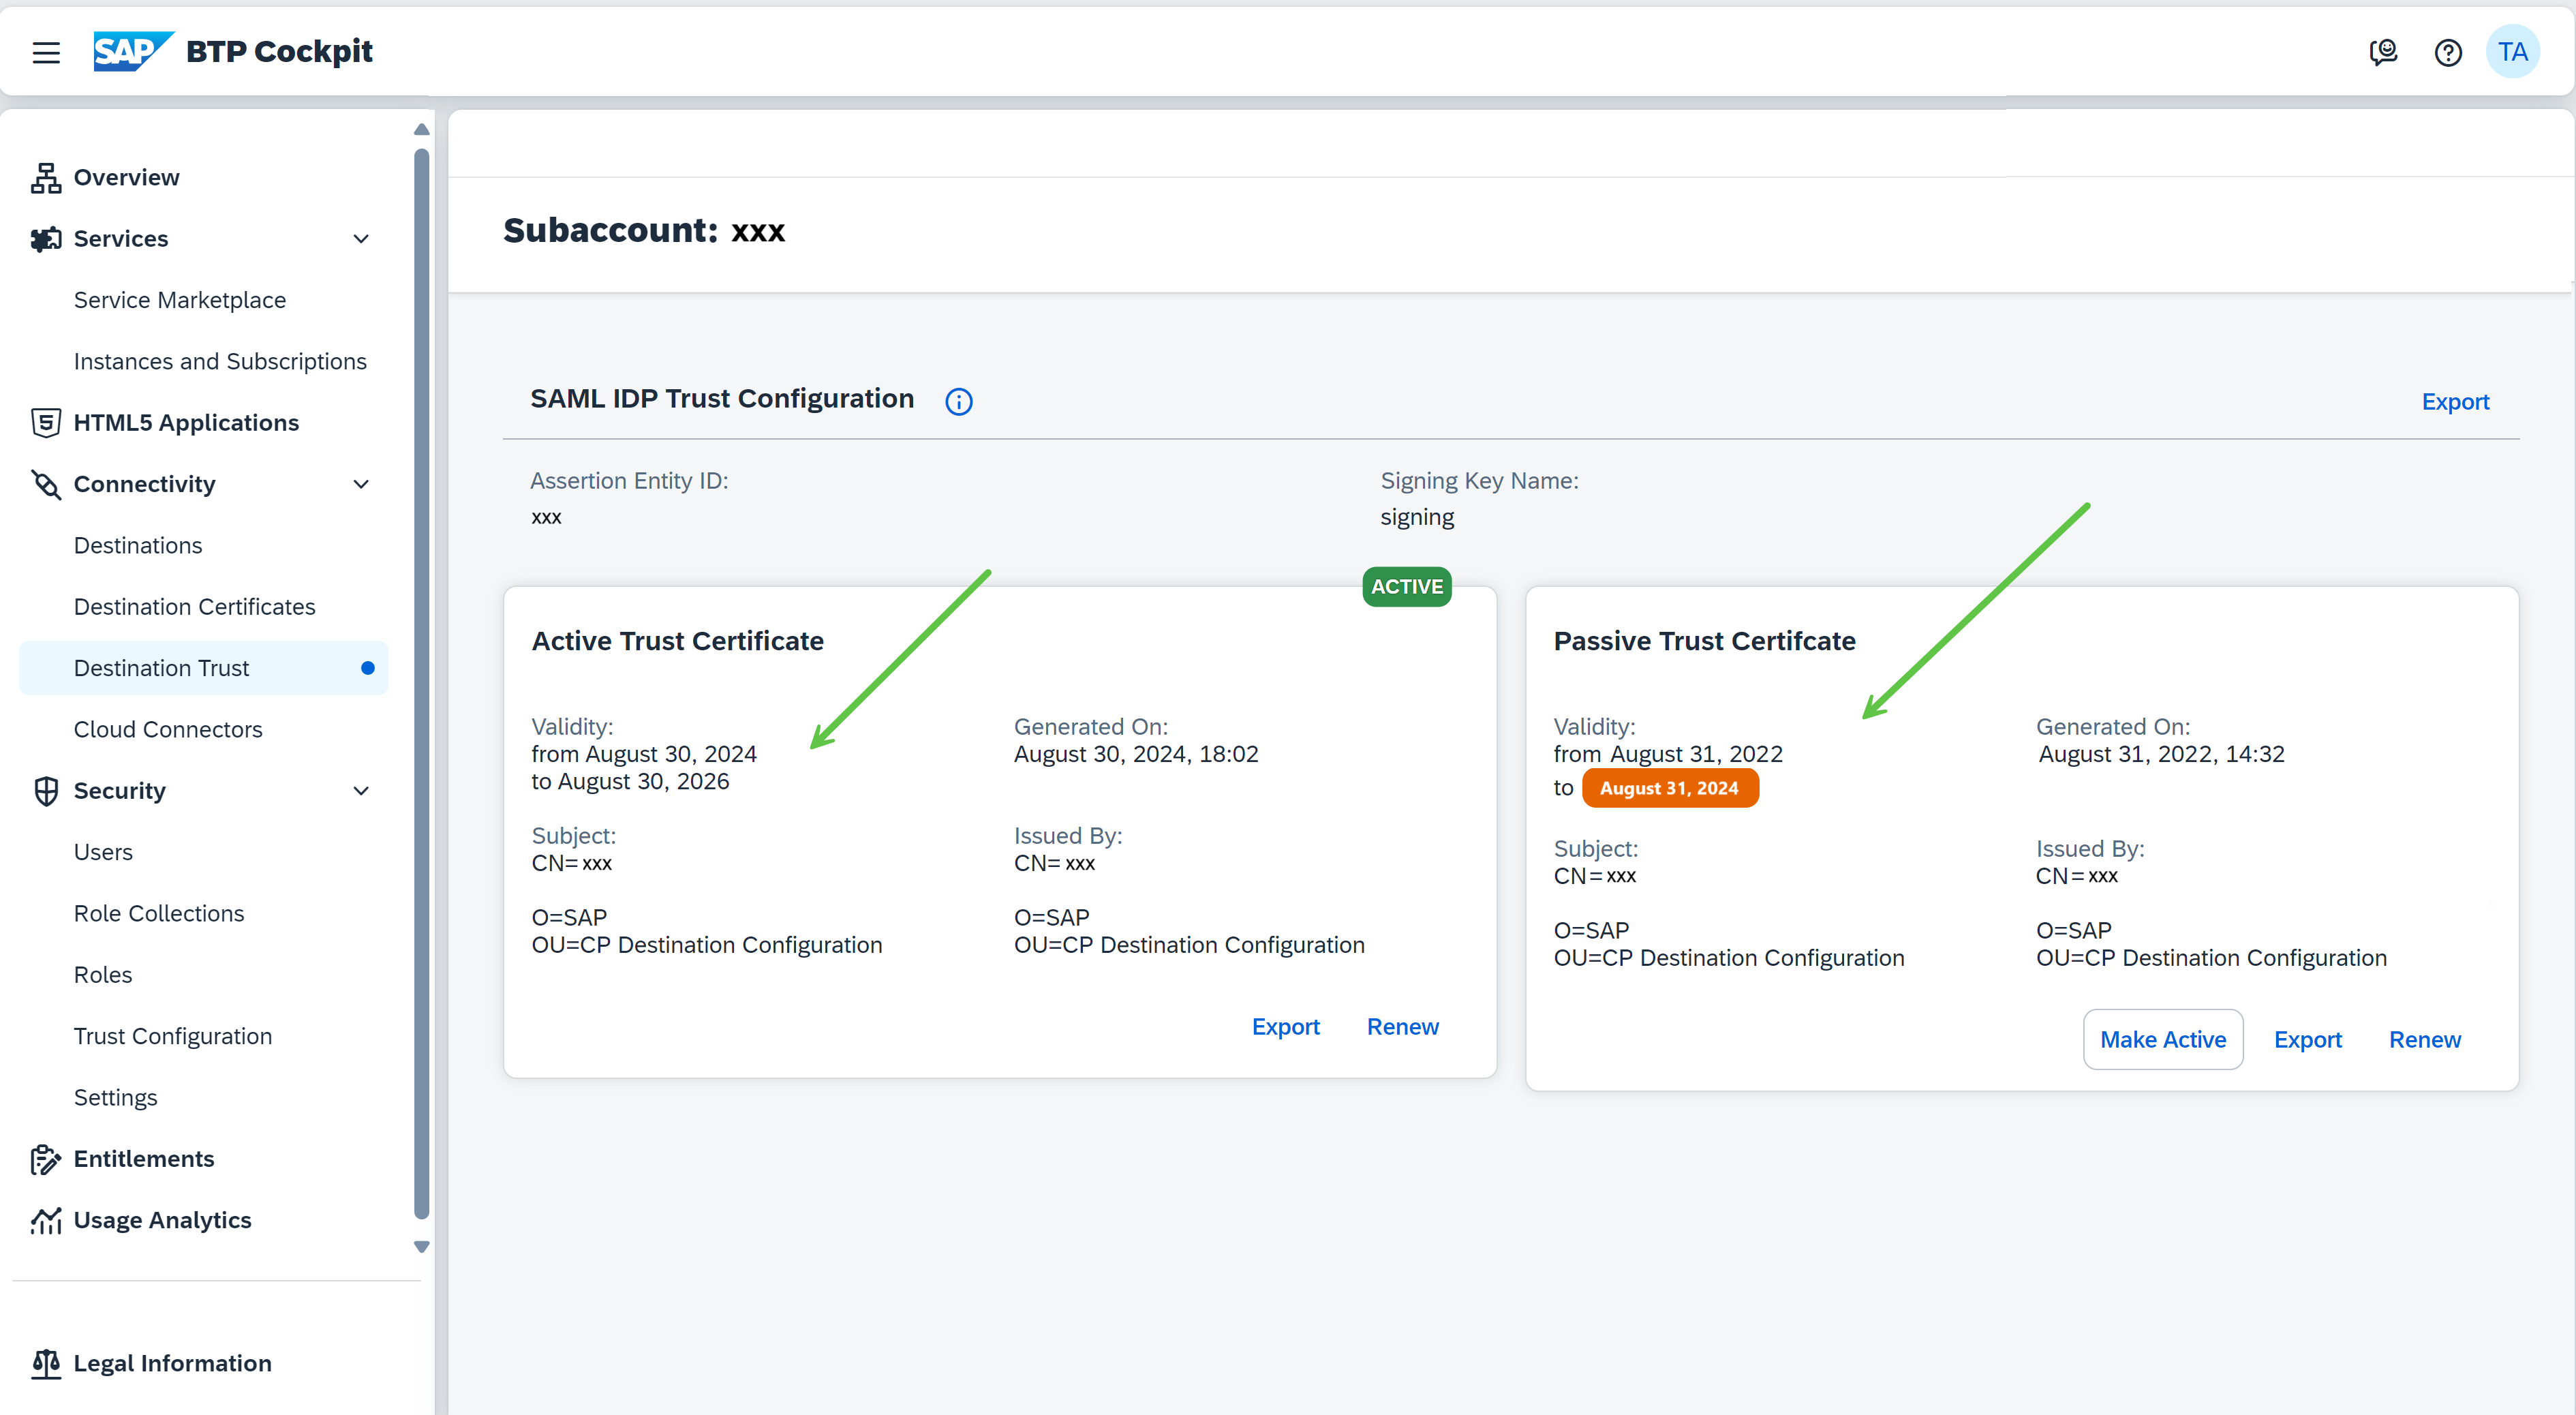 SAP BTP Cockpit
TA
Overview
Services
Service Marketplace
Instances and Subscriptions
HTML5 Applications
Connectivity
Destinations
Destination Certificates
Destination Trust
Cloud Connectors
Security
Users
Role Collections
Roles
Trust Configuration
Settings
Entitlements
Usage Analytics
Legal Information
Subaccount: xxx
SAML IDP Trust Configuration
Export
Assertion Entity ID:
xxx
Signing Key Name:
signing
ACTIVE
Active Trust Certificate
Validity:
from August 30, 2024
to August 30, 2026
Generated On:
August 30, 2024, 18:02
Subject:
CN= xxx
O=SAP
OU=CP Destination Configuration
Issued By:
CN= xxx
O=SAP
OU=CP Destination Configuration
Export Renew
Passive Trust Certifcate
Validity:
from August 31, 2022
to August 31, 2024
Generated On:
August 31, 2022, 14:32
Subject:
CN=xxx
O=SAP
OU=CP Destination Configuration
Issued By:
CN=xxx
O=SAP
OU=CP Destination Configuration
Make Active Export Renew